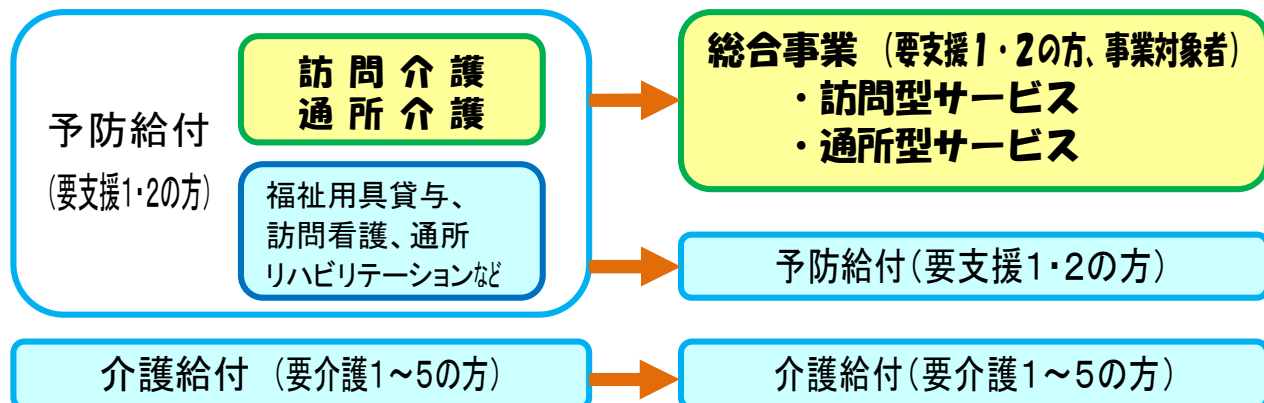 予防給付
(要支援1・2の方)
訪問介護
通所介護
福祉用具貸与、
訪問看護、通所
リハビリテーションなど
総合事業 (要支援1・2の方、事業対象者)
・訪問型サービス
・通所型サービス
予防給付(要支援1・2の方)
介護給付 (要介護1～5の方)
介護給付(要介護1～5の方)